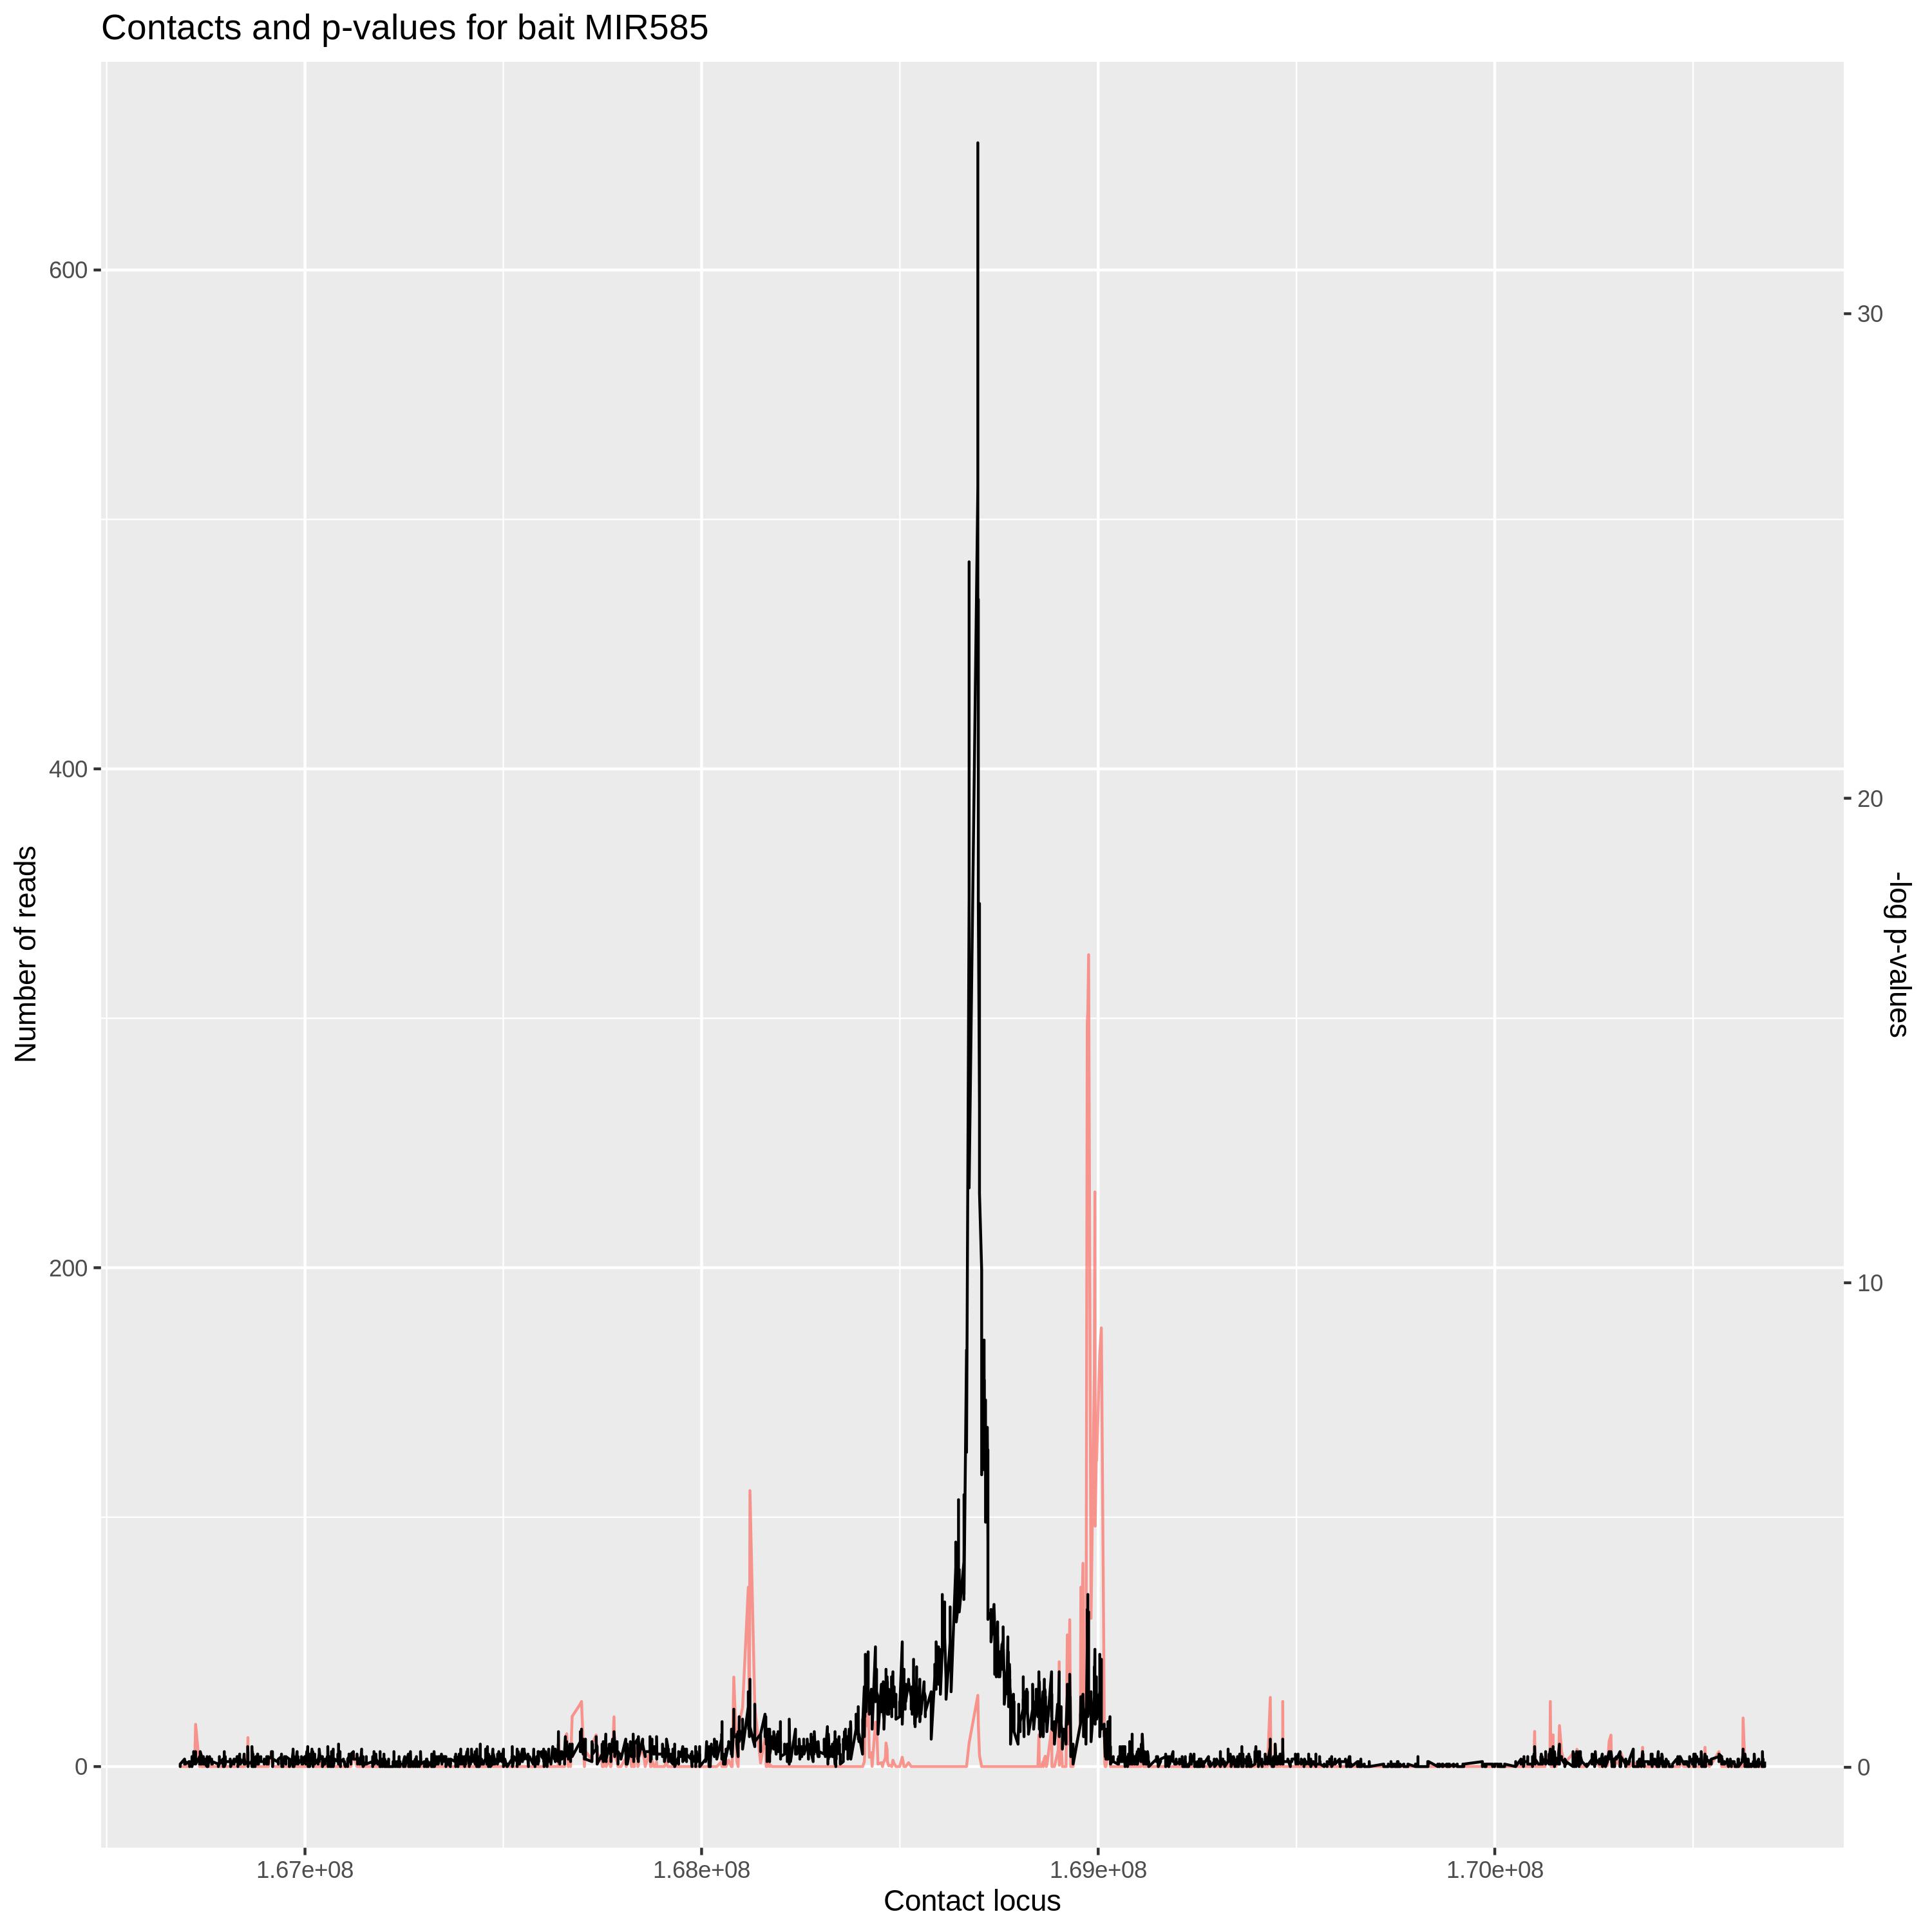 Contacts and p-values for bait MIR585
600
400
200
0
30
20
10
0
Number of reads
-log p-values
1.67e+08
1.68e+08
1.69e+08
1.70e+08
Contact locus